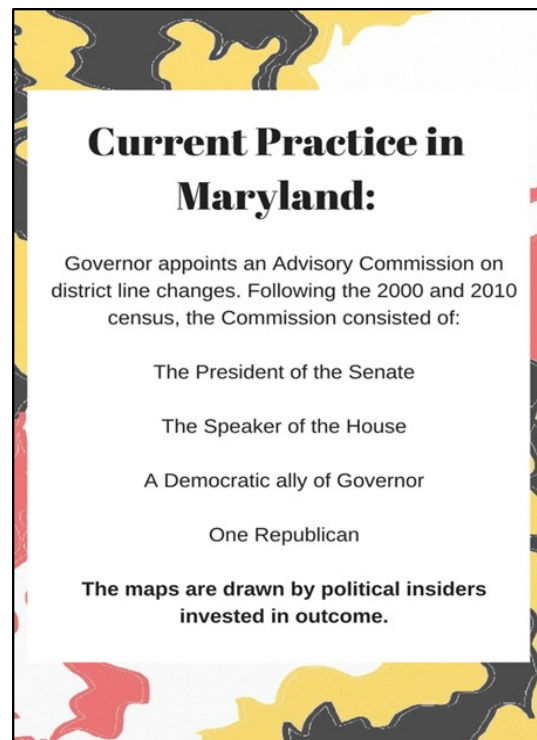 Current Practice in
Maryland:
Governor appoints an Advisory Commission on
district line changes. Following the 2000 and 2010
census, the Commission consisted of:
The President of the Senate
The Speaker of the House
A Democratic ally of Governor
One Republican
The maps are drawn by political insiders
invested in outcome.